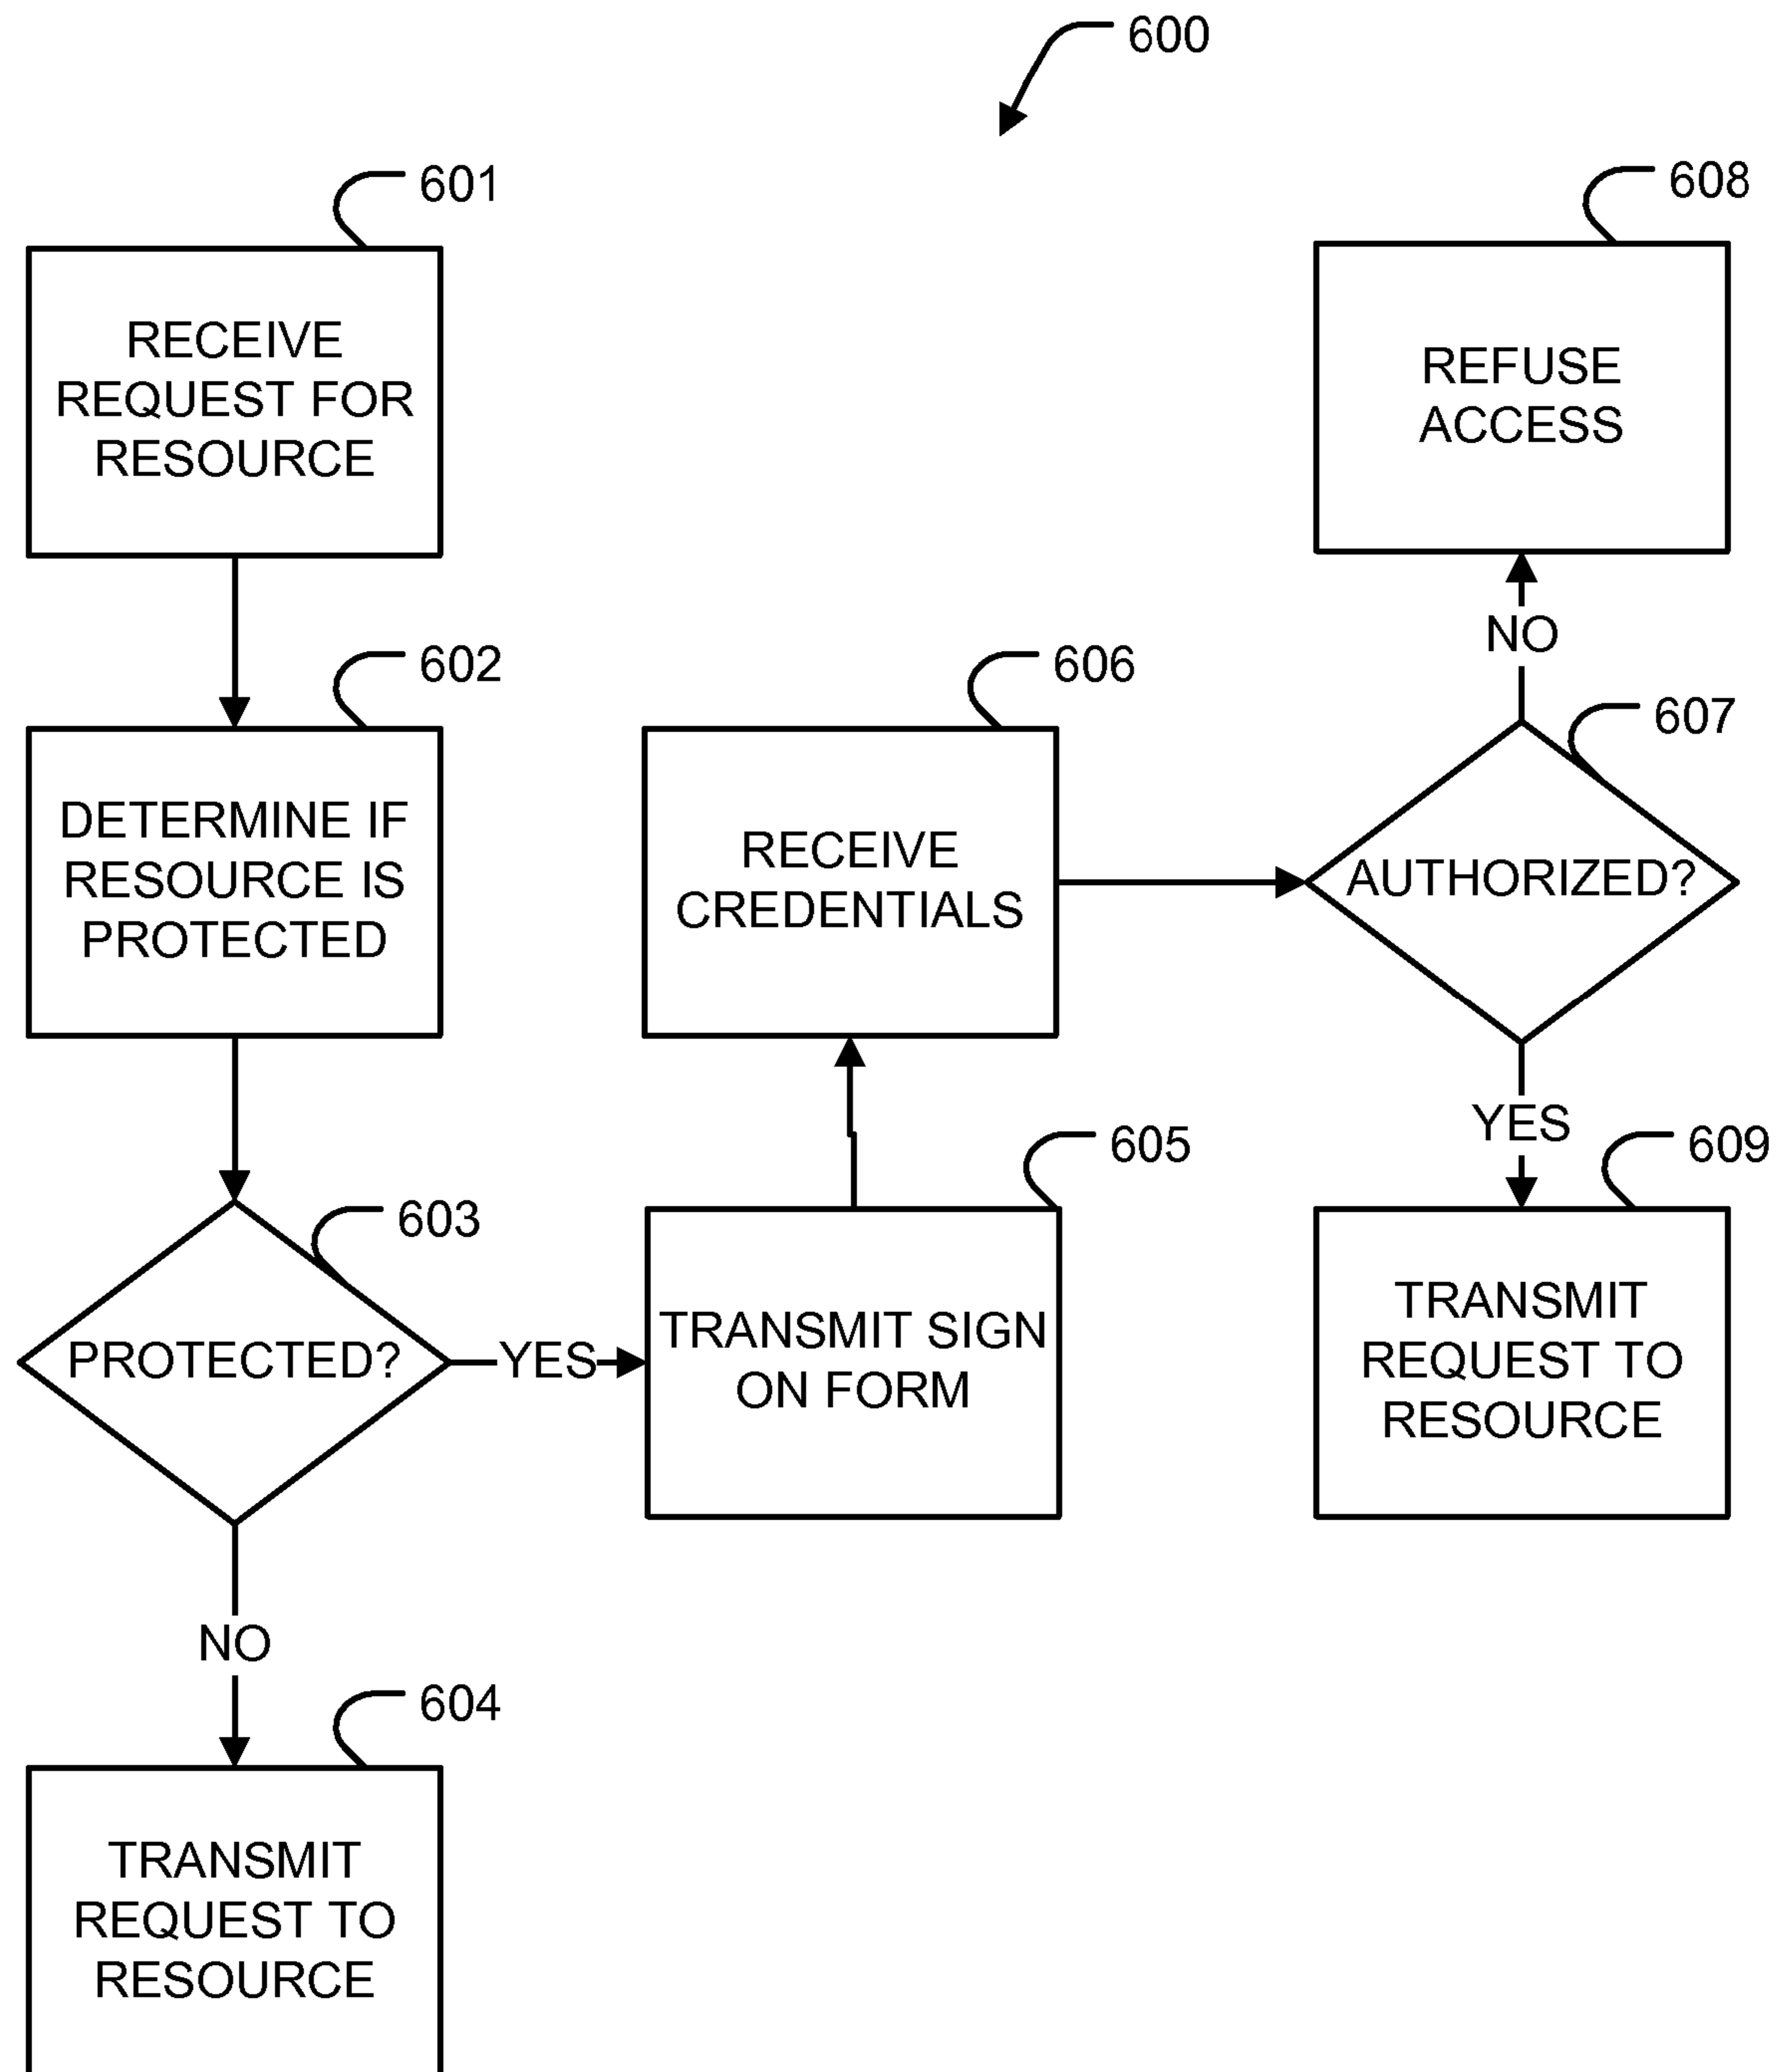 600
601
RECEIVE
REQUEST FOR
RESOURCE
602
DETERMINE IF
RESOURCE IS
PROTECTED
603
PROTECTED?
YES
NO
604
TRANSMIT
REQUEST TO
RESOURCE
605
TRANSMIT SIGN
ON FORM
606
RECEIVE
CREDENTIALS
607
AUTHORIZED?
NO
608
REFUSE
ACCESS
YES
609
TRANSMIT
REQUEST TO
RESOURCE